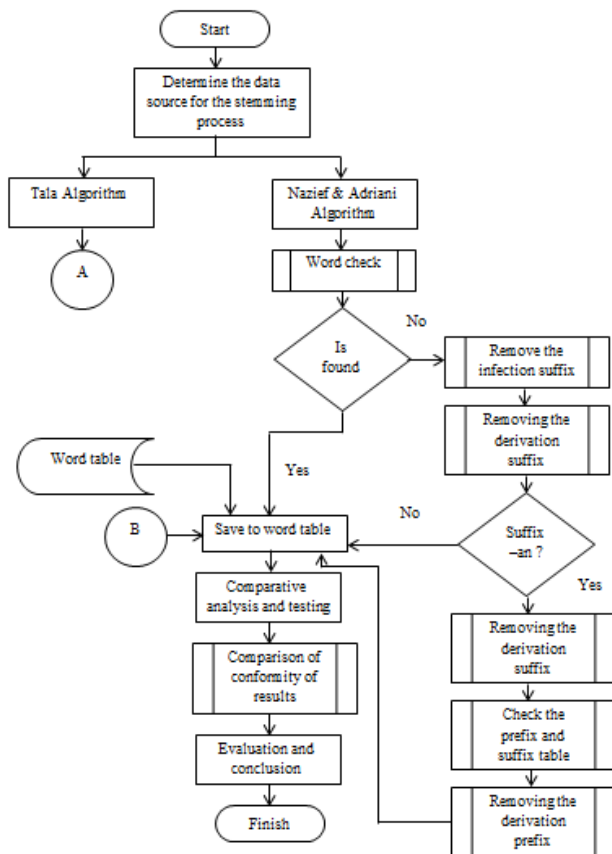 Start
Determine the data
source for the stemming
process
Tala Algorithm
Nazief & Adriani
Algorithm
A
Word check
No
Is
found
Remove the
infection suffix
Removing the
derivation
suffix
Word table
Yes
B
Save to word table
No
Suffix
–an ?
Yes
Comparative
analysis and testing
Removing the
derivation
suffix
Comparison of
conformity of
results
Check the
prefix and
suffix table
Evaluation and
conclusion
Removing the
derivation
prefix
Finish